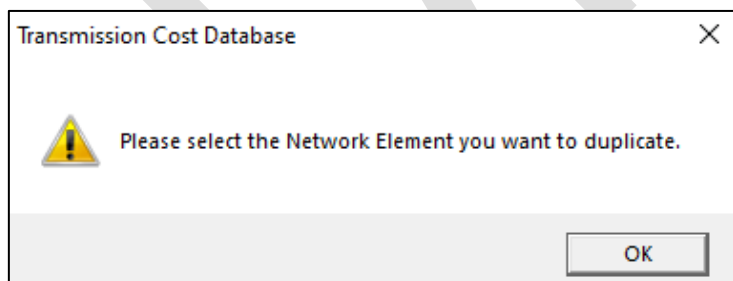 Transmission Cost Database
Please select the Network Element you want to duplicate.
OK